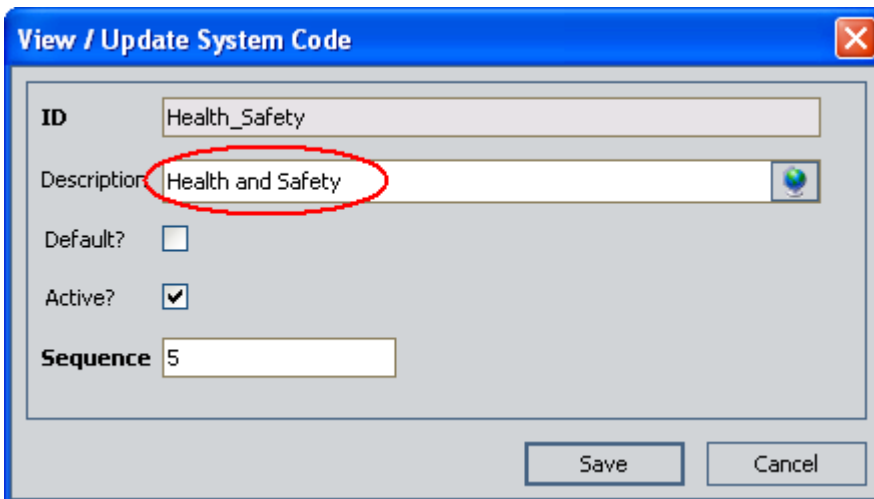 View / Update System Code
ID Health_Safety
Description Health and Safety
Default?
Active?
Sequence 5
Save Cancel